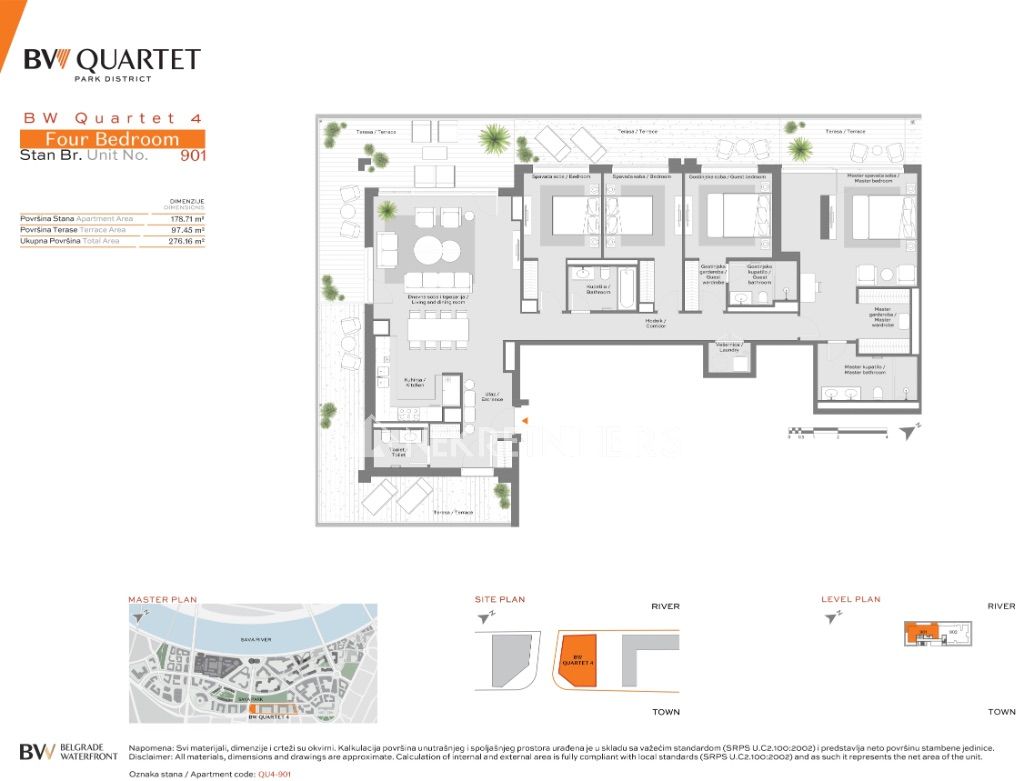 BW QUARTET
PARK DISTRICT
BW Quartet 4
Four Bedroom
Stan Br. Unit No. 901
DIMENZIJE
DIMENSIONS
Površina Stana Apartment Area 178.71 m²
Površina Terase Terrace Area 97.45 m²
Ukupna Površina Total Area 276.16 m²
Terasa / Terrace
Terasa / Terrace
Terasa / Terrace
Spavaća soba / Bedroom
Spavaća soba / Bedroom
Gostinjska soba / Guest bedroom
Master spavaća soba /
Master bedroom
Dnevna soba i trpezarija /
Living and dining room
Kupatilo /
Bathroom
Gostinjska
garderoba /
Guest
wardrobe
Gostinjsko
kupatilo /
Guest
bathroom
Hodnik /
Corridor
Master
garderoba /
Master
wardrobe
Vešernica /
Laundry
Master kupatilo /
Master bathroom
Kuhinja /
Kitchen
Ulaz /
Entrance
Toalet /
Toilet
NEKRETNINERS
Terasa / Terrace
N
MASTER PLAN
N
SAVA RIVER
SAVA PARK
BW QUARTET 4
SITE PLAN
N
RIVER
BW
QUARTET 4
TOWN
LEVEL PLAN
N
RIVER
901
902
TOWN
BW BELGRADE
WATERFRONT
Napomena: Svi materijali, dimenzije i crteži su okvirni. Kalkulacija površina unutrašnjeg i spoljašnjeg prostora urađena je u skladu sa važećim standardom (SRPS U.C2.100:2002) i predstavlja neto površinu stambene jedinice.
Disclaimer: All materials, dimensions and drawings are approximate. Calculation of internal and external area is fully compliant with local standards (SRPS U.C2.100:2002) and as such it represents the net area of the unit.
Oznaka stana / Apartment code: QU4-901